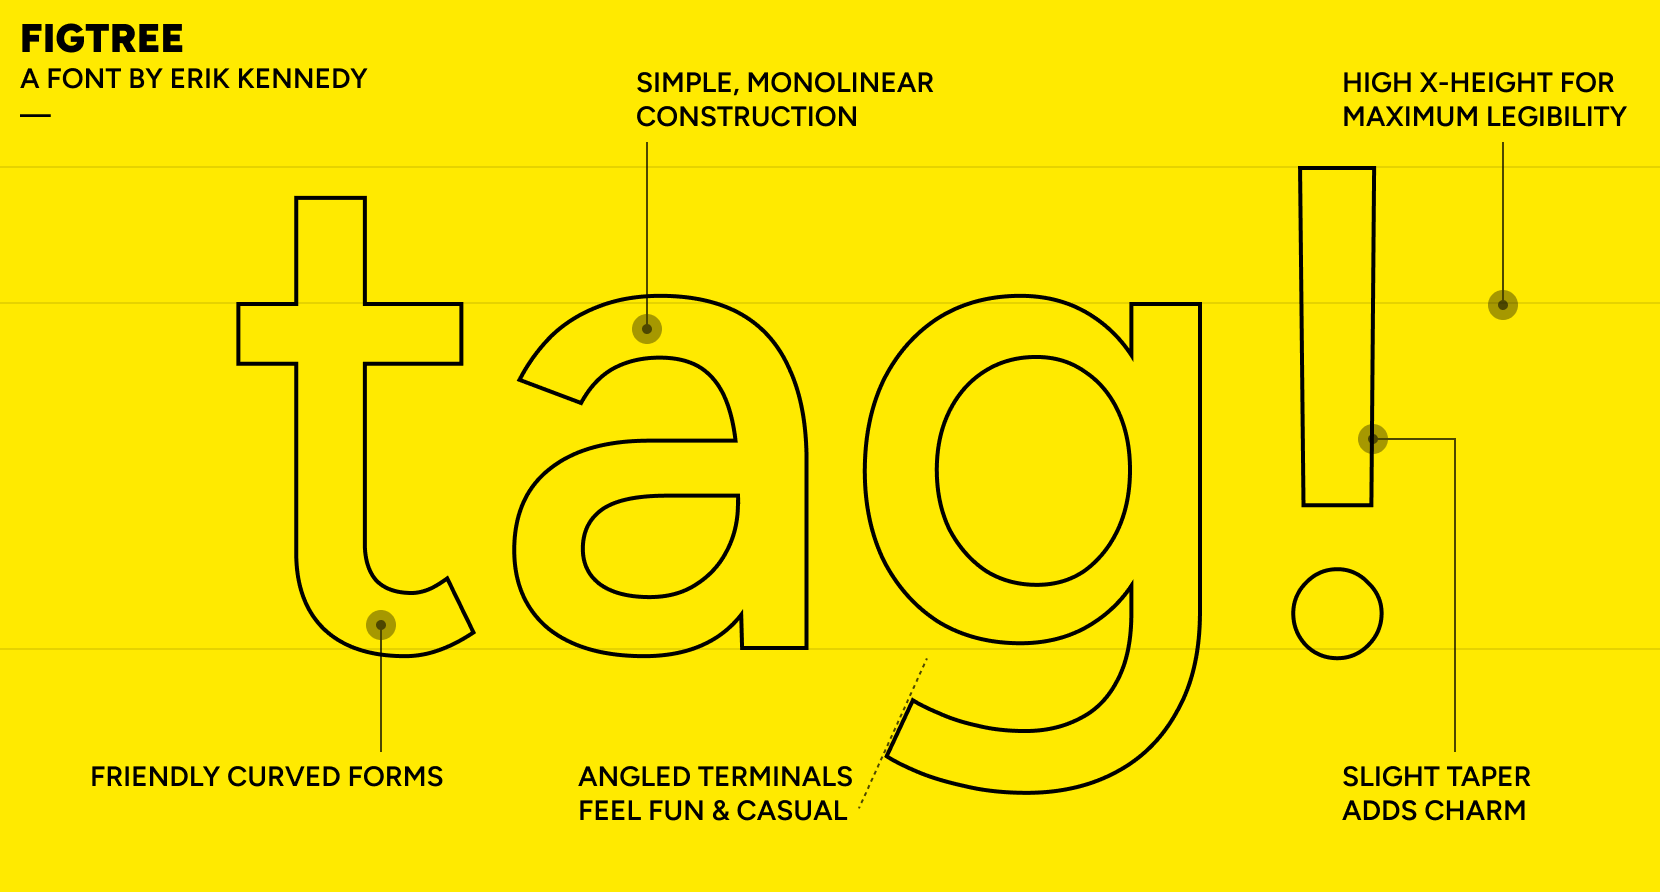 FIGTREE
A FONT BY ERIK KENNEDY
—
SIMPLE, MONOLINEAR
CONSTRUCTION
HIGH X-HEIGHT FOR
MAXIMUM LEGIBILITY
tag!
FRIENDLY CURVED FORMS
ANGLED TERMINALS
FEEL FUN & CASUAL
SLIGHT TAPER
ADDS CHARM